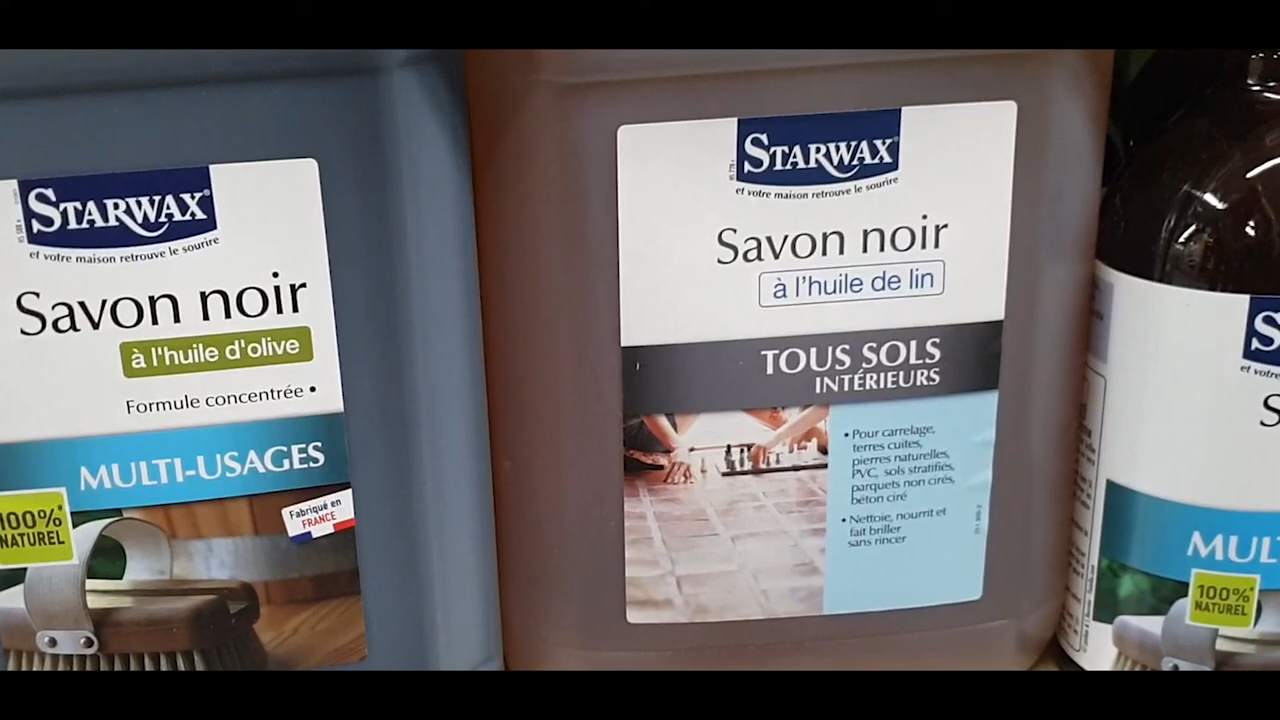 STARWAX
et votre maison retrouve le sourire
Savon noir
à l'huile d'olive
Formule concentrée •
MULTI-USAGES
Fabriqué en
FRANCE
100%
NATUREL
STARWAX®
et votre maison retrouve le sourire
Savon noir
à l'huile de lin
TOUS SOLS
INTÉRIEURS
• Pour carrelage,
terres cuites,
pierres naturelles,
PVC, sols stratifiés,
parquets non cirés,
béton ciré
• Nettoie, nourrit et
fait briller
sans rincer
S
et votre
S
MUL
100%*
NATUREL